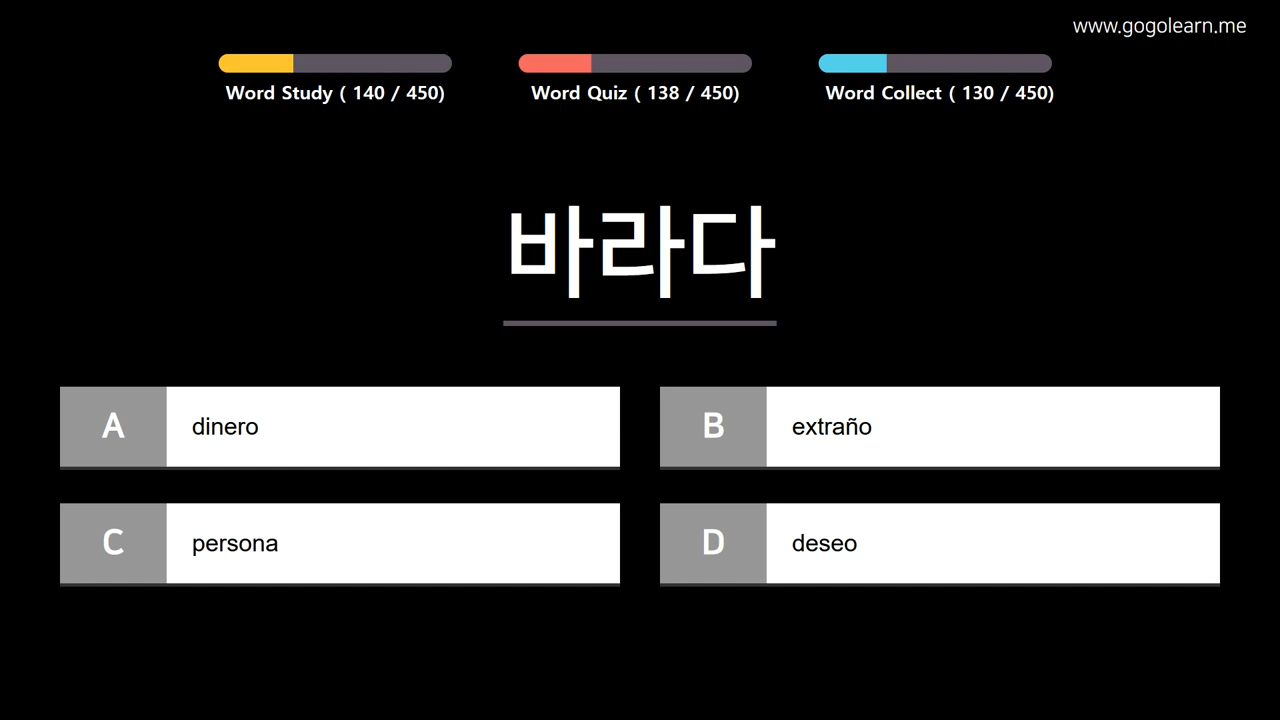 www.gogolearn.me
Word Study ( 140 / 450)
Word Quiz ( 138 / 450)
Word Collect ( 130 / 450)
바라다
A dinero
B extraño
C persona
D deseo